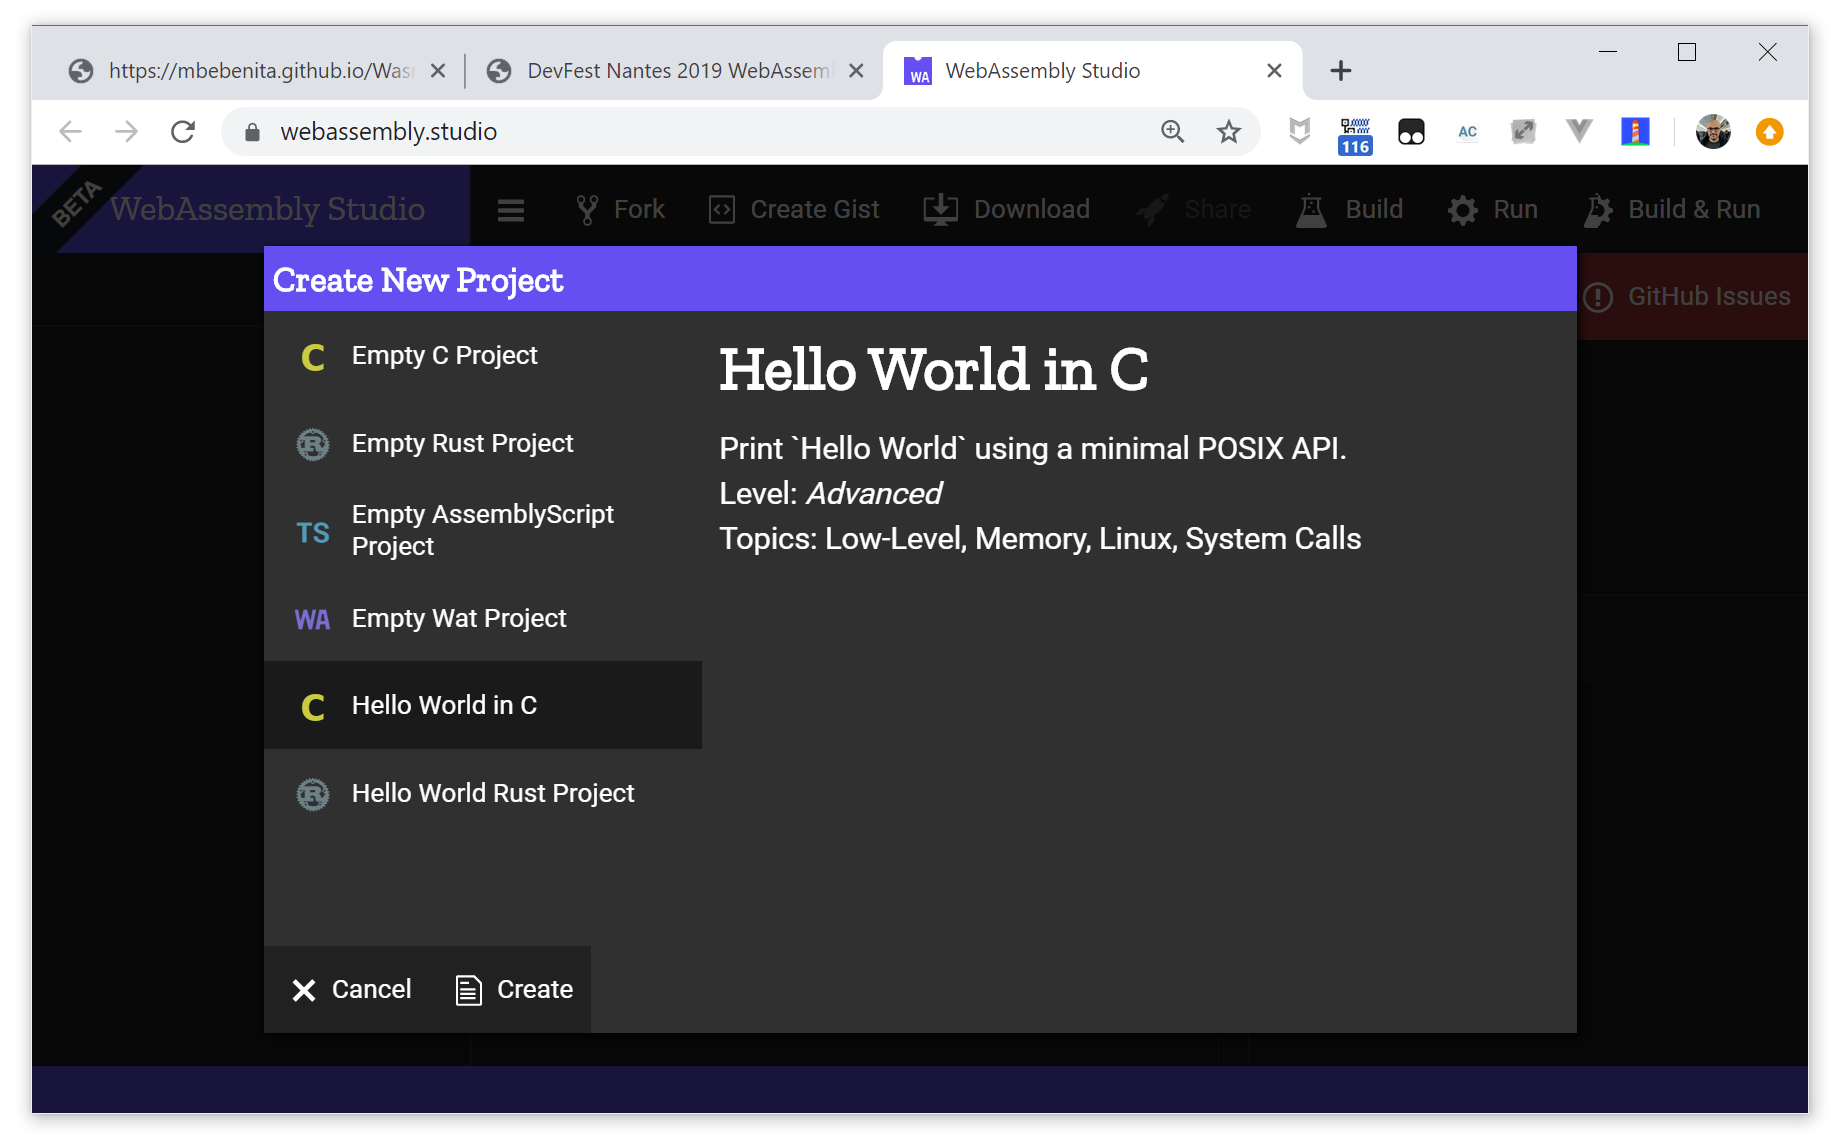 https://mbebenita.github.io/Was
DevFest Nantes 2019 WebAssem
WA
WebAssembly Studio
webassembly.studio
116
AC
BETA
WebAssembly Studio
Fork
Create Gist
Download
Share
Build
Run
Build & Run
GitHub Issues
Create New Project
C
Empty C Project
R
Empty Rust Project
TS
Empty AssemblyScript
Project
WA
Empty Wat Project
C
Hello World in C
R
Hello World Rust Project
Hello World in C
Print `Hello World` using a minimal POSIX API.
Level: Advanced
Topics: Low-Level, Memory, Linux, System Calls
Cancel
Create